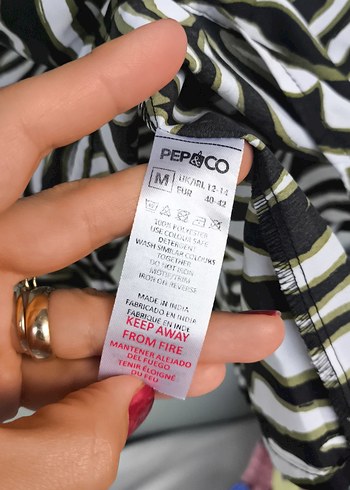 PEP&CO
M
UK/IRL 12-14
EUR 40-42
100% POLYESTER
USE COLOUR SAFE
DETERGENT
WASH SIMILAR COLOURS
TOGETHER
DO NOT IRON
MOTIF/TRIM
IRON ON REVERSE
MADE IN INDIA
FABRICADO EN INDIA
FABRIQUÉ EN INDE
KEEP AWAY
FROM FIRE
MANTENER ALEJADO
DEL FUEGO
TENIR ÉLOIGNÉ
DU FEU